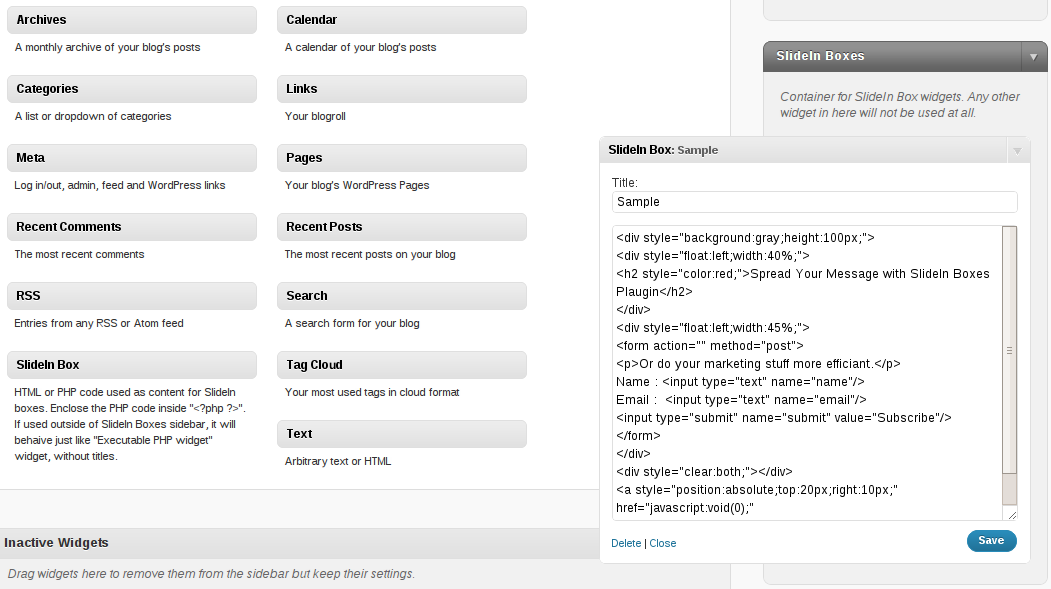 Archives
A monthly archive of your blog's posts
Categories
A list or dropdown of categories
Meta
Log in/out, admin, feed and WordPress links
Recent Comments
The most recent comments
RSS
Entries from any RSS or Atom feed
SlideIn Box
HTML or PHP code used as content for SlideIn
boxes. Enclose the PHP code inside "<?php ?>".
If used outside of SlideIn Boxes sidebar, it will
behaive just like "Executable PHP widget"
widget, without titles.
Calendar
A calendar of your blog's posts
Links
Your blogroll
Pages
Your blog's WordPress Pages
Recent Posts
The most recent posts on your blog
Search
A search form for your blog
Tag Cloud
Your most used tags in cloud format
Text
Arbitrary text or HTML
Inactive Widgets
Drag widgets here to remove them from the sidebar but keep their settings.
SlideIn Boxes
Container for SlideIn Box widgets. Any other
widget in here will not be used at all.
SlideIn Box: Sample
Title:
Sample
<div style="background:gray;height:100px;">
<div style="float:left;width:40%;">
<h2 style="color:red;">Spread Your Message with SlideIn Boxes
Plaugin</h2>
</div>
<div style="float:left;width:45%;">
<form action="" method="post">
<p>Or do your marketing stuff more efficiant.</p>
Name : <input type="text" name="name"/>
Email :  <input type="text" name="email"/>
<input type="submit" name="submit" value="Subscribe"/>
</form>
</div>
<div style="clear:both;"></div>
<a style="position:absolute;top:20px;right:10px;"
href="javascript:void(0);"
Delete | Close
Save